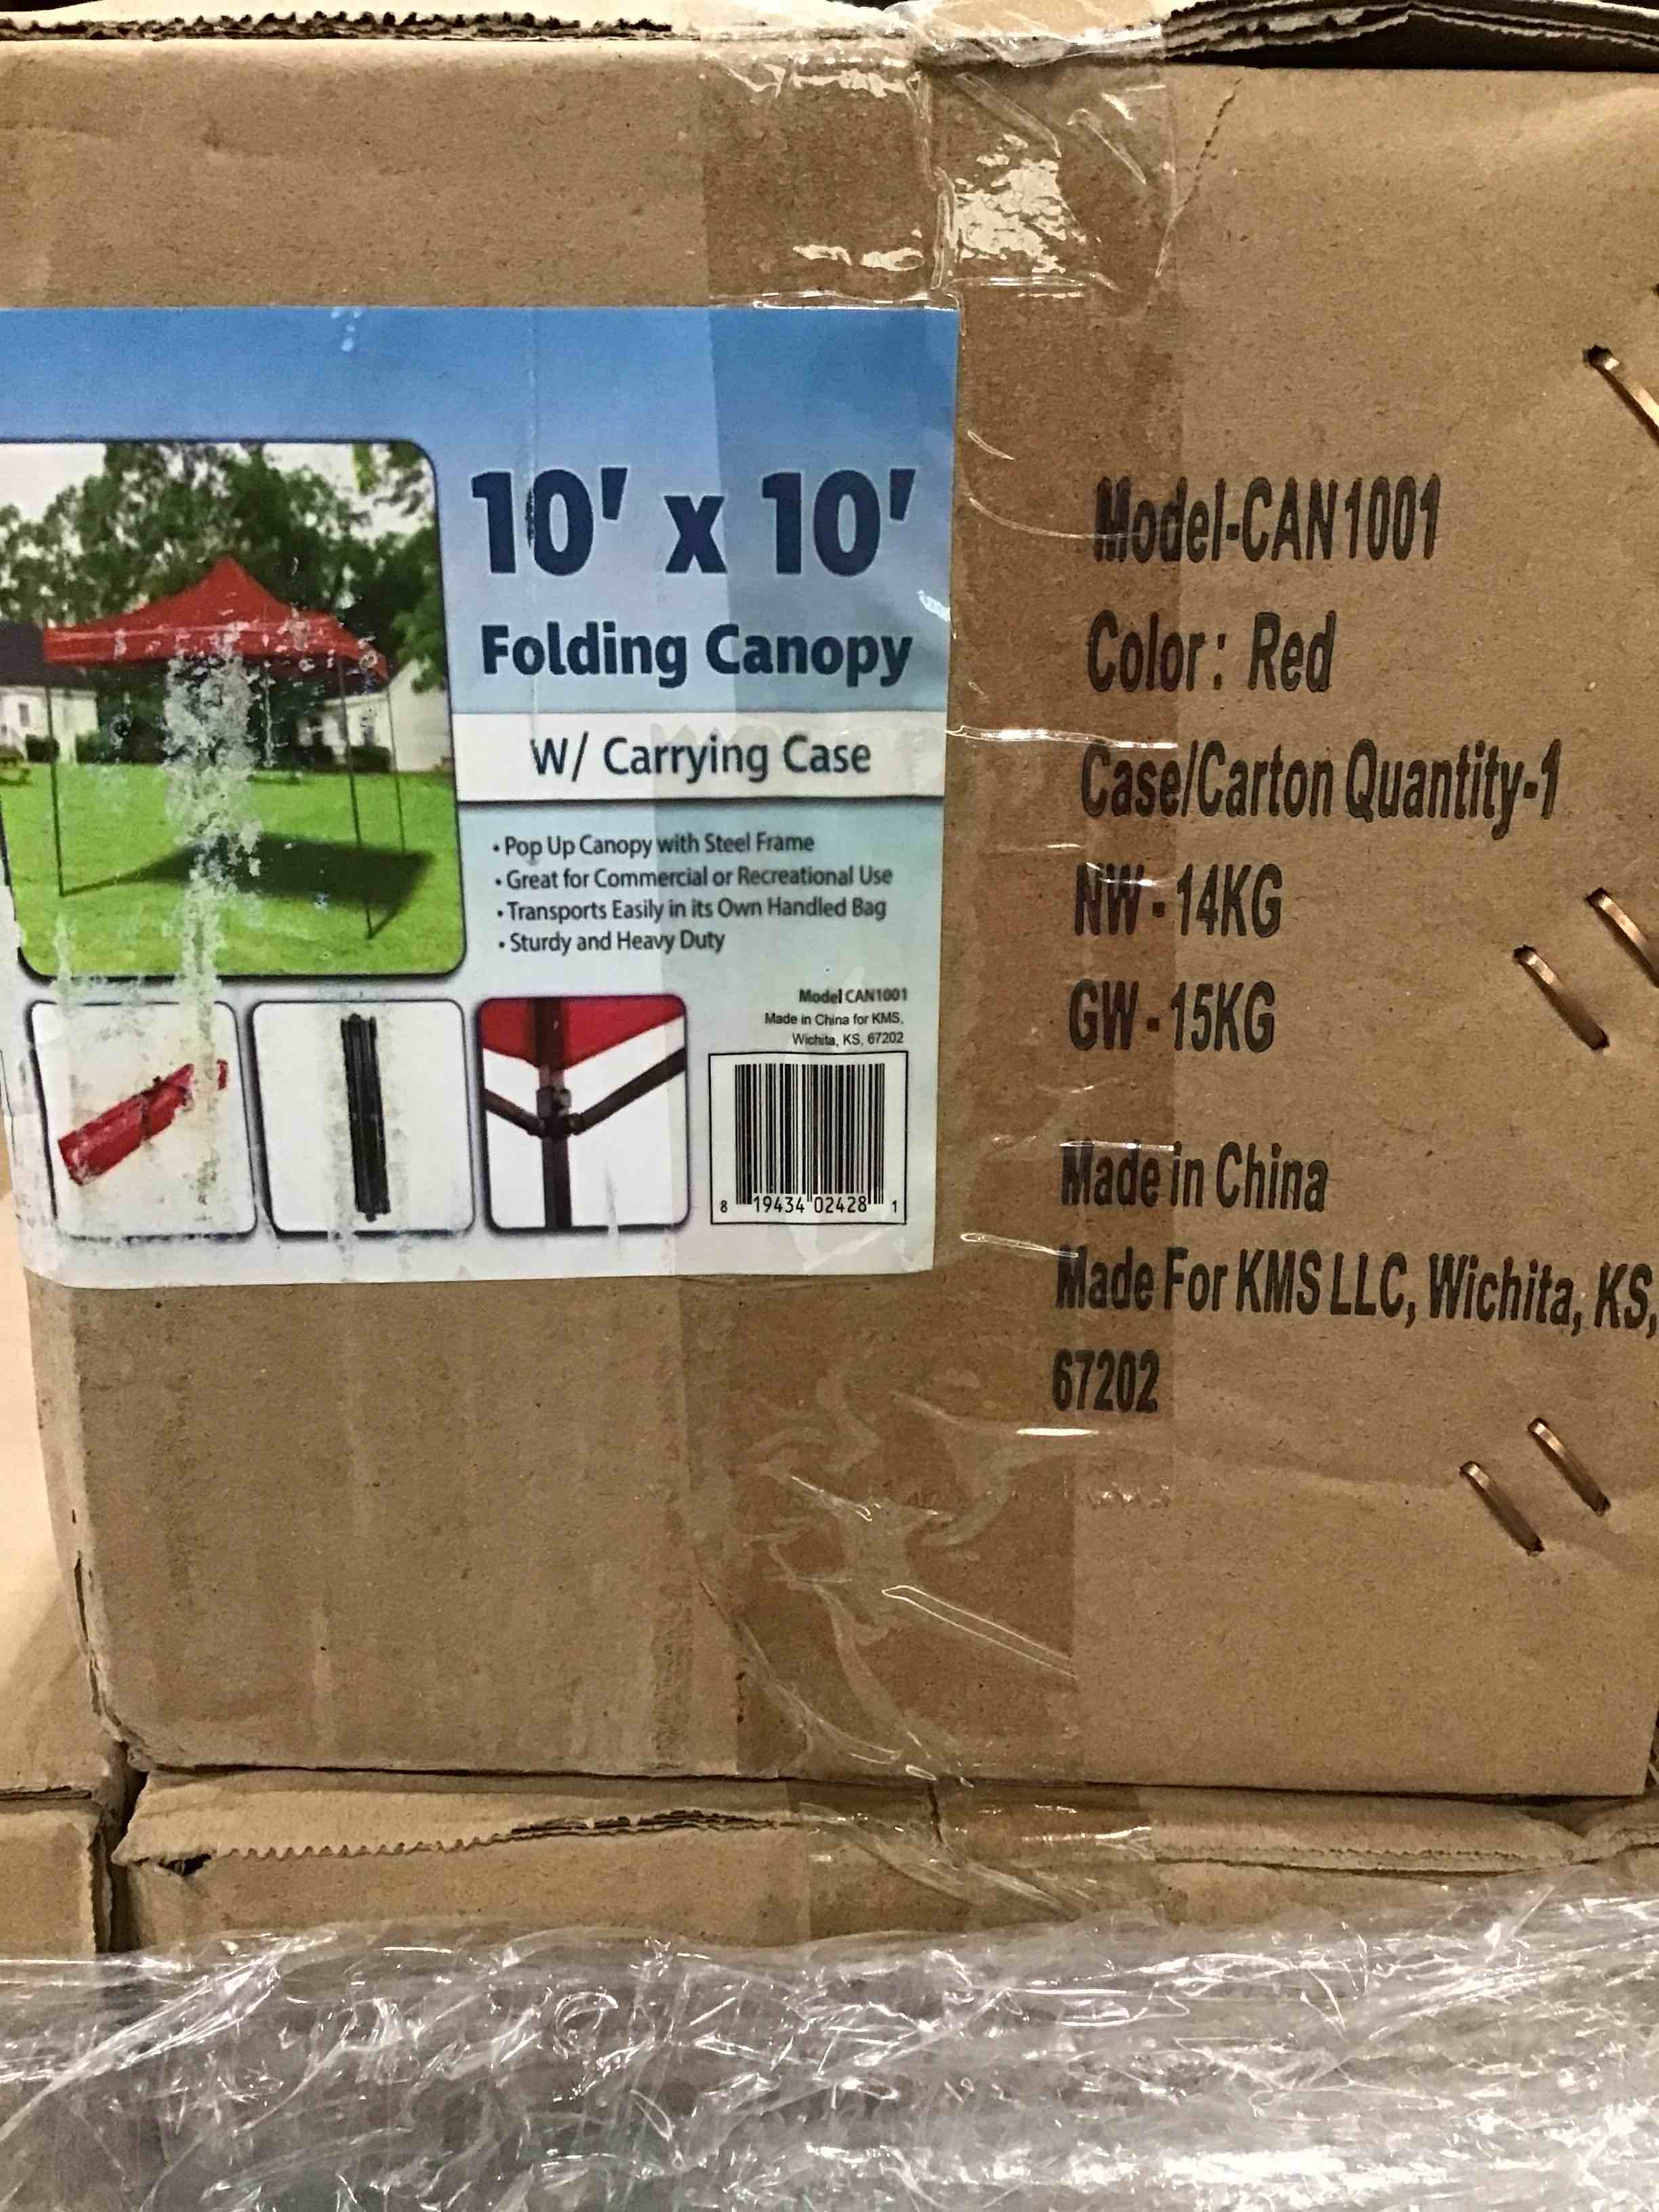 10' x 10'
Folding Canopy
W/ Carrying Case
• Pop Up Canopy with Steel Frame
• Great for Commercial or Recreational Use
• Transports Easily in its Own Handled Bag
• Sturdy and Heavy Duty
Model CAN1001
Made in China for KMS,
Wichita, KS, 67202
8 19434 02428 1
Model-CAN1001
Color: Red
Case/Carton Quantity-1
NW-14KG
GW-15KG
Made in China
Made For KMS LLC, Wichita, KS,
67202